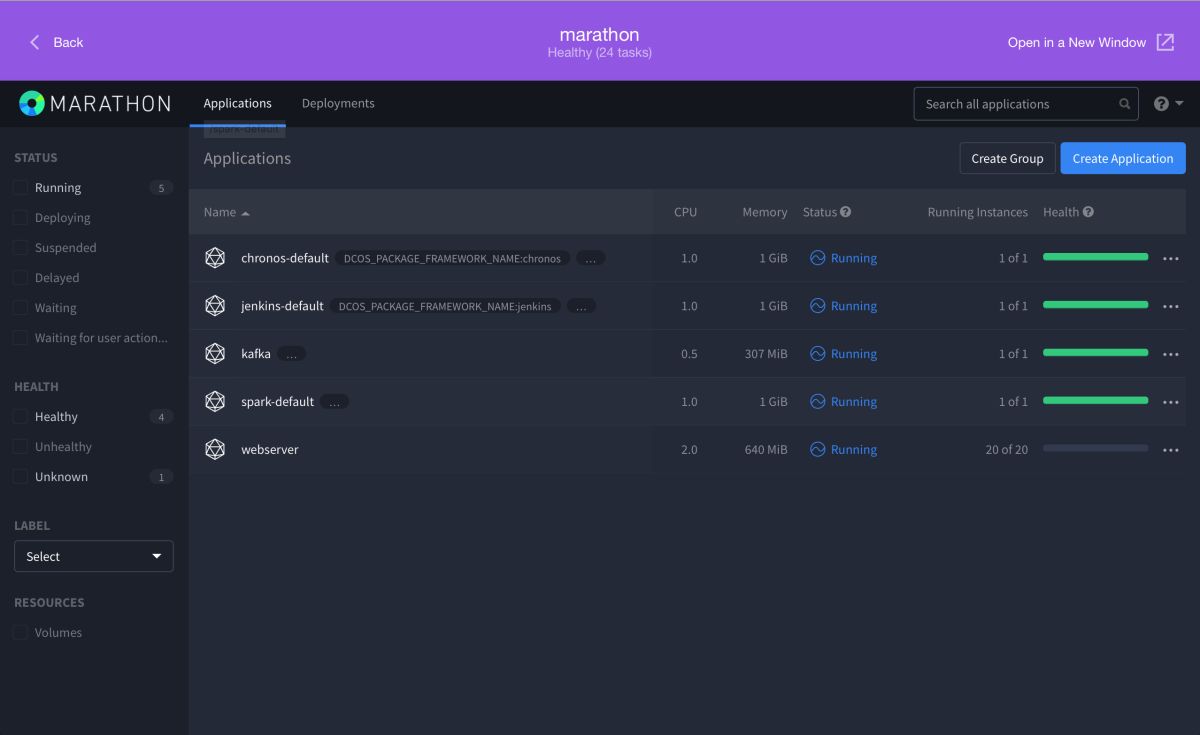 Back
marathon
Healthy (24 tasks)
Open in a New Window
MARATHON
Applications
Deployments
Search all applications
/spark-default
STATUS
Running 5
Deploying
Suspended
Delayed
Waiting
Waiting for user action...
HEALTH
Healthy 4
Unhealthy
Unknown 1
LABEL
Select
RESOURCES
Volumes
Applications
Create Group
Create Application
Name CPU Memory Status Running Instances Health
chronos-default DCOS_PACKAGE_FRAMEWORK_NAME:chronos ... 1.0 1 GiB Running 1 of 1
jenkins-default DCOS_PACKAGE_FRAMEWORK_NAME:jenkins ... 1.0 1 GiB Running 1 of 1
kafka ... 0.5 307 MiB Running 1 of 1
spark-default ... 1.0 1 GiB Running 1 of 1
webserver 2.0 640 MiB Running 20 of 20